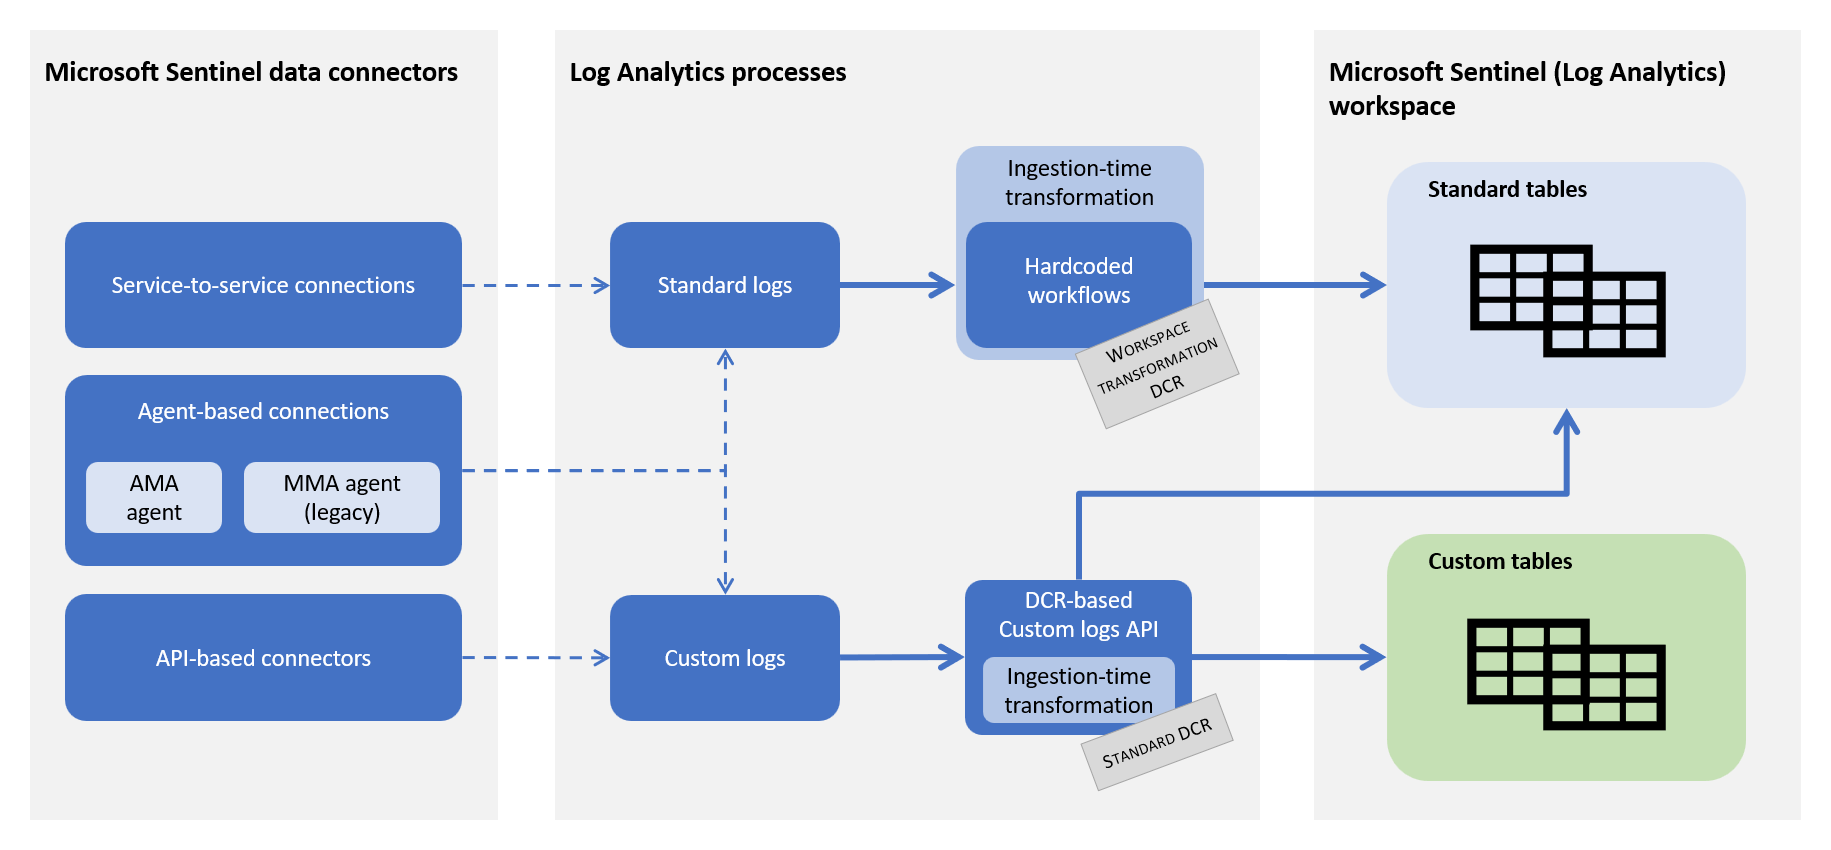 Microsoft Sentinel data connectors
Service-to-service connections
Agent-based connections
AMA
agent
MMA agent
(legacy)
API-based connectors
Log Analytics processes
Standard logs
Ingestion-time
transformation
Hardcoded
workflows
WORKSPACE
TRANSFORMATION
DCR
Custom logs
DCR-based
Custom logs API
Ingestion-time
transformation
STANDARD DCR
Microsoft Sentinel (Log Analytics)
workspace
Standard tables
Custom tables